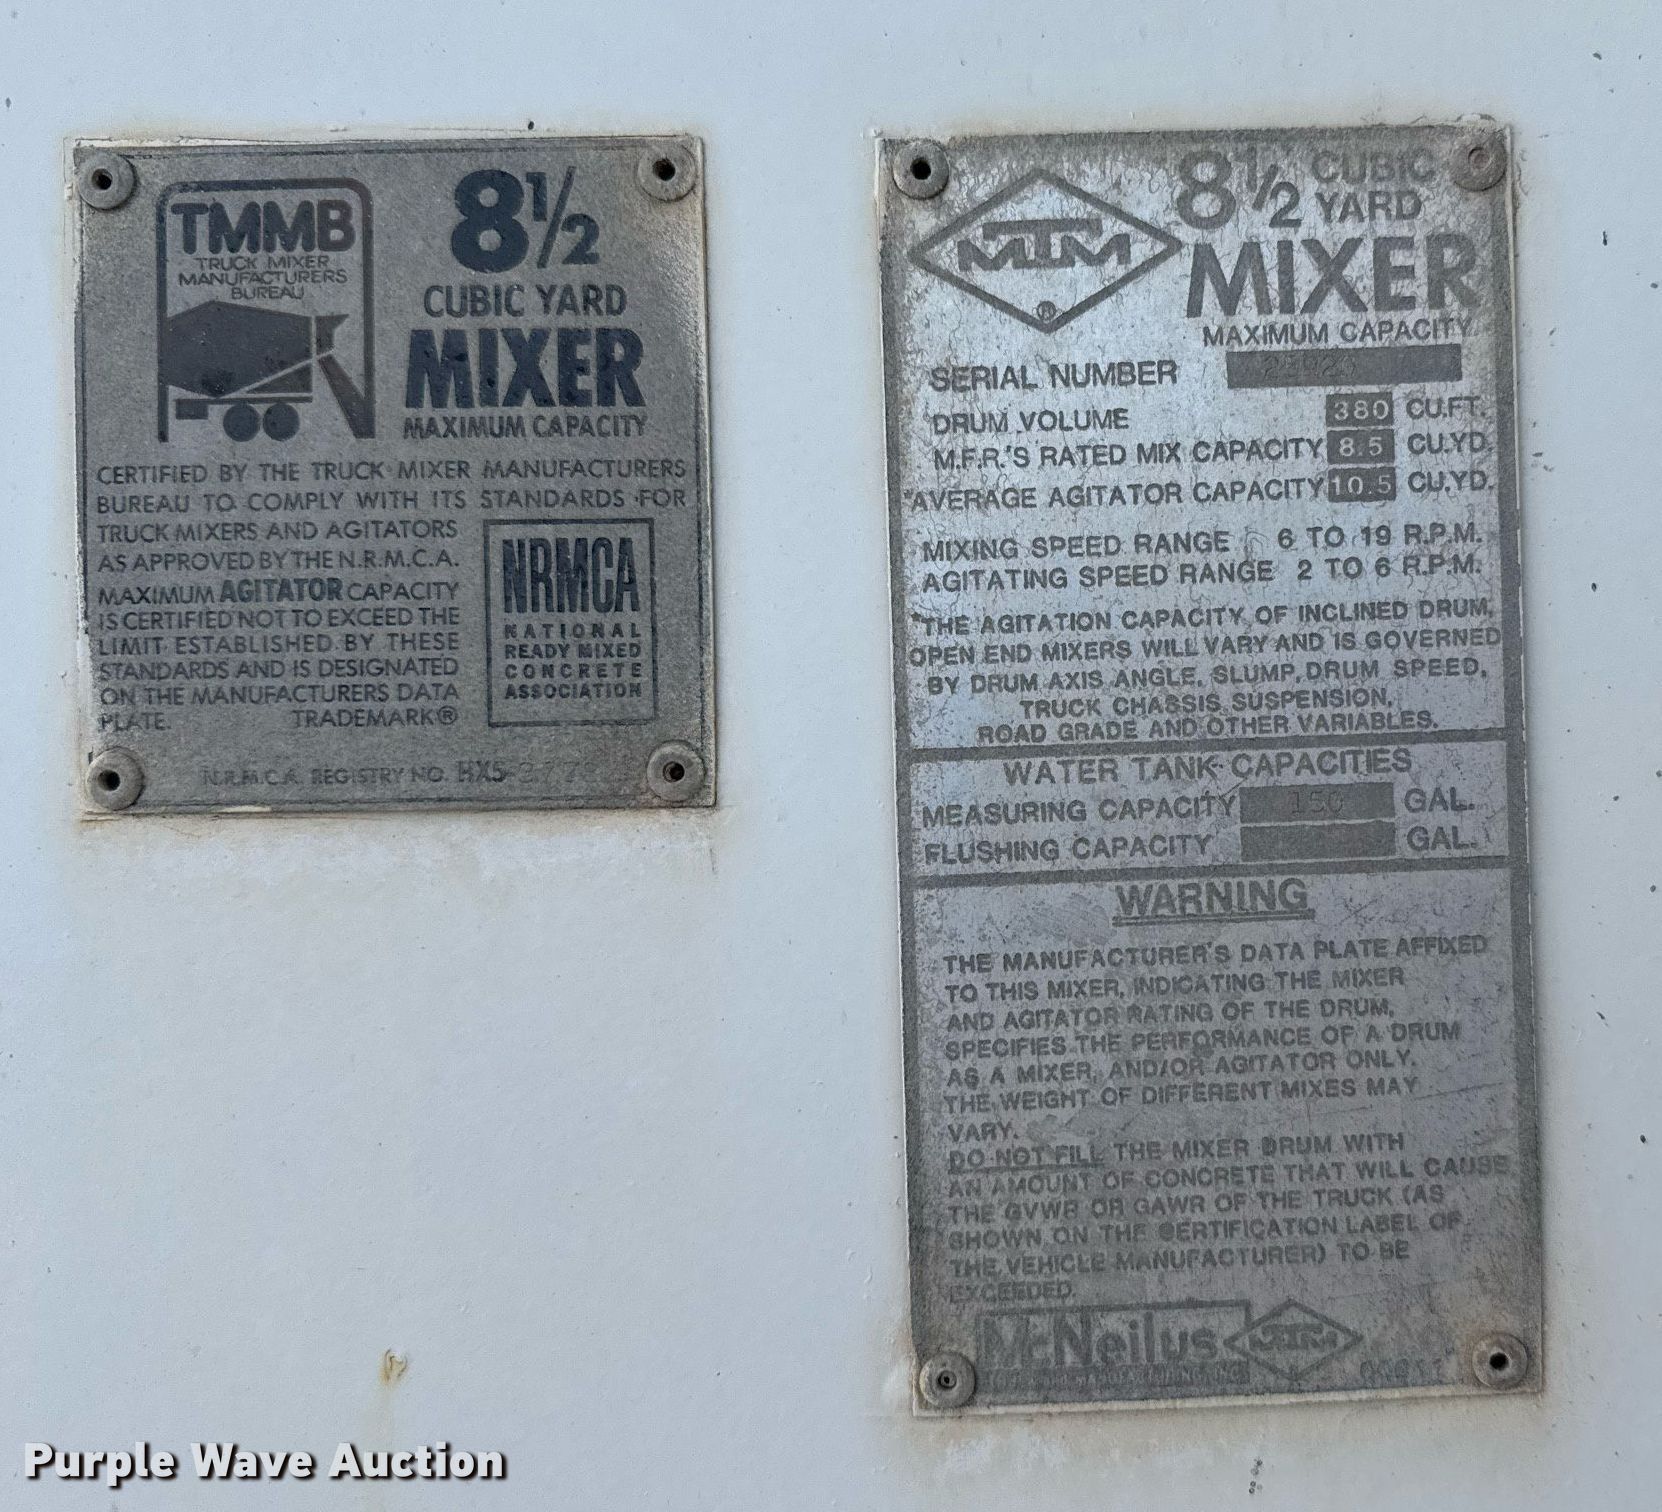 TMMB
TRUCK MIXER
MANUFACTURERS
BUREAU
8 1/2
CUBIC YARD
MIXER
MAXIMUM CAPACITY
CERTIFIED BY THE TRUCK MIXER MANUFACTURERS
BUREAU TO COMPLY WITH ITS STANDARDS FOR
TRUCK MIXERS AND AGITATORS
AS APPROVED BY THE N.R.M.C.A.
MAXIMUM AGITATOR CAPACITY
IS CERTIFIED NOT TO EXCEED THE
LIMIT ESTABLISHED BY THESE
STANDARDS AND IS DESIGNATED
ON THE MANUFACTURERS DATA
PLATE. TRADEMARK®
NRMCA
NATIONAL
READY MIXED
CONCRETE
ASSOCIATION
N.R.M.C.A. REGISTRY NO. HX5
MTM
®
8 1/2 CUBIC
YARD
MIXER
MAXIMUM CAPACITY
SERIAL NUMBER
DRUM VOLUME 380 CU.FT.
M.F.R.'S RATED MIX CAPACITY 8.5 CU.YD.
*AVERAGE AGITATOR CAPACITY 10.5 CU.YD.
MIXING SPEED RANGE 6 TO 19 R.P.M.
AGITATING SPEED RANGE 2 TO 6 R.P.M.
*THE AGITATION CAPACITY OF INCLINED DRUM,
OPEN END MIXERS WILL VARY AND IS GOVERNED
BY DRUM AXIS ANGLE, SLUMP, DRUM SPEED,
TRUCK CHASSIS SUSPENSION,
ROAD GRADE AND OTHER VARIABLES.
WATER TANK CAPACITIES
MEASURING CAPACITY 150 GAL.
FLUSHING CAPACITY GAL.
WARNING
THE MANUFACTURER'S DATA PLATE AFFIXED
TO THIS MIXER, INDICATING THE MIXER
AND AGITATOR RATING OF THE DRUM,
SPECIFIES THE PERFORMANCE OF A DRUM
AS A MIXER, AND/OR AGITATOR ONLY.
THE WEIGHT OF DIFFERENT MIXES MAY
VARY.
DO NOT FILL THE MIXER DRUM WITH
AN AMOUNT OF CONCRETE THAT WILL CAUSE
THE GVWR OR GAWR OF THE TRUCK (AS
SHOWN ON THE CERTIFICATION LABEL OF
THE VEHICLE MANUFACTURER) TO BE
EXCEEDED.
McNeilus MTM
Purple Wave Auction